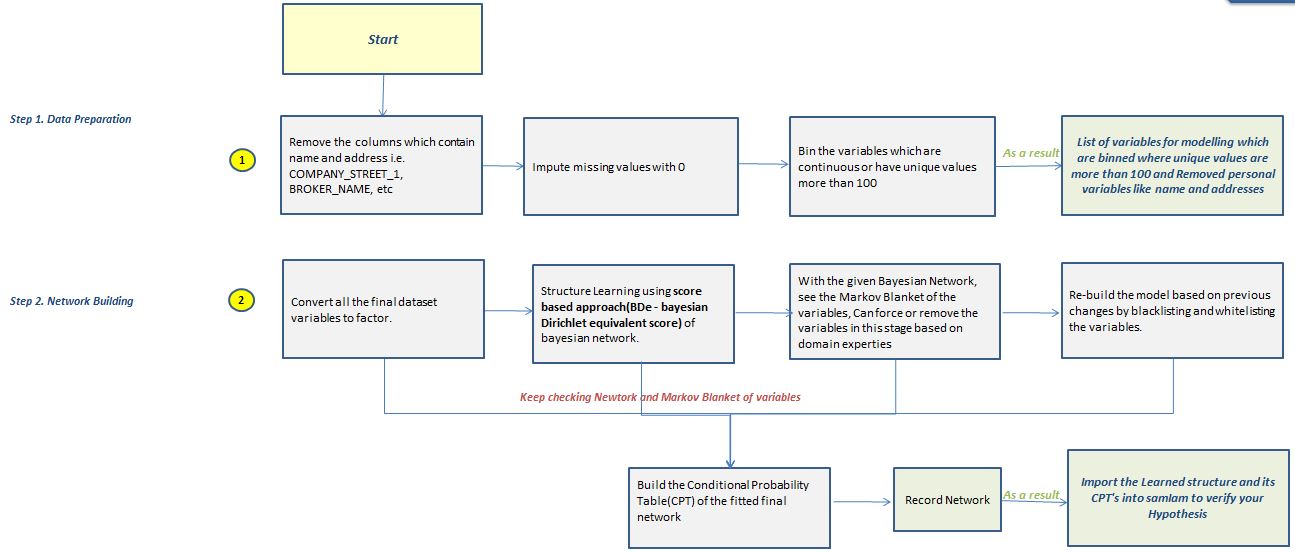 Start
Step 1. Data Preparation
1
Remove the columns which contain
name and address i.e.
COMPANY_STREET_1,
BROKER_NAME, etc
Impute missing values with 0
Bin the variables which are
continuous or have unique values
more than 100
As a result
List of variables for modelling which
are binned where unique values are
more than 100 and Removed personal
variables like name and addresses
Step 2. Network Building
2
Convert all the final dataset
variables to factor.
Structure Learning using score
based approach(BDe - bayesian
Dirichlet equivalent score) of
bayesian network.
With the given Bayesian Network,
see the Markov Blanket of the
variables, Can force or remove the
variables in this stage based on
domain experties
Re-build the model based on previous
changes by blacklisting and whitelisting
the variables.
Keep checking Newtork and Markov Blanket of variables
Build the Conditional Probability
Table(CPT) of the fitted final
network
Record Network
As a result
Import the Learned structure and its
CPT's into samIam to verify your
Hypothesis